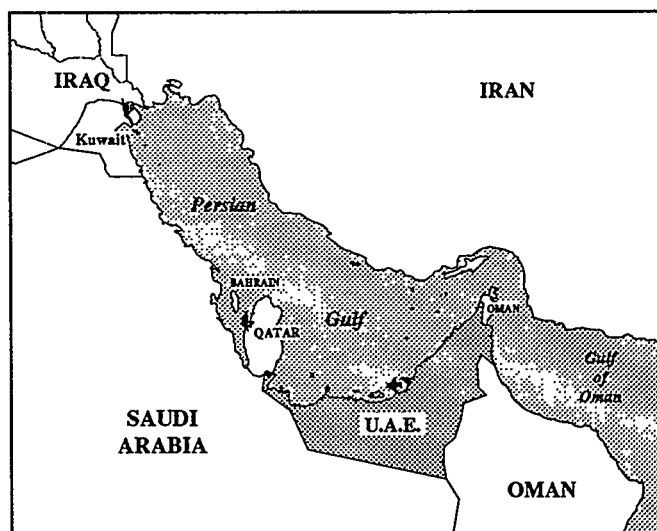 IRAQ
IRAN
Kuwait
Persian
BAHRAIN
OMAN
QATAR
Gulf
Gulf
of
Oman
SAUDI
ARABIA
U.A.E.
OMAN